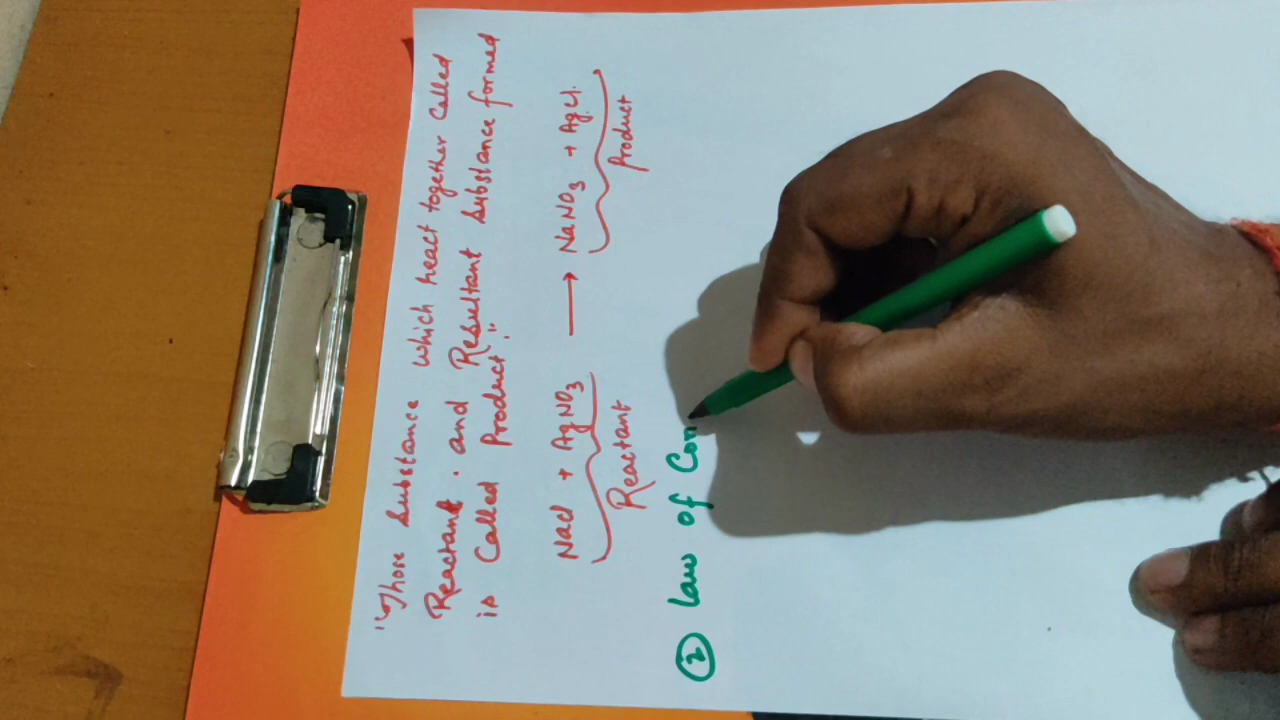 "Those Substance which react together Called
Reactant. and Resultant Substance formed
is Called Product".
Nacl + AgNO3 → NaNO3 + Agcl.
Reactant Product
② law of Con